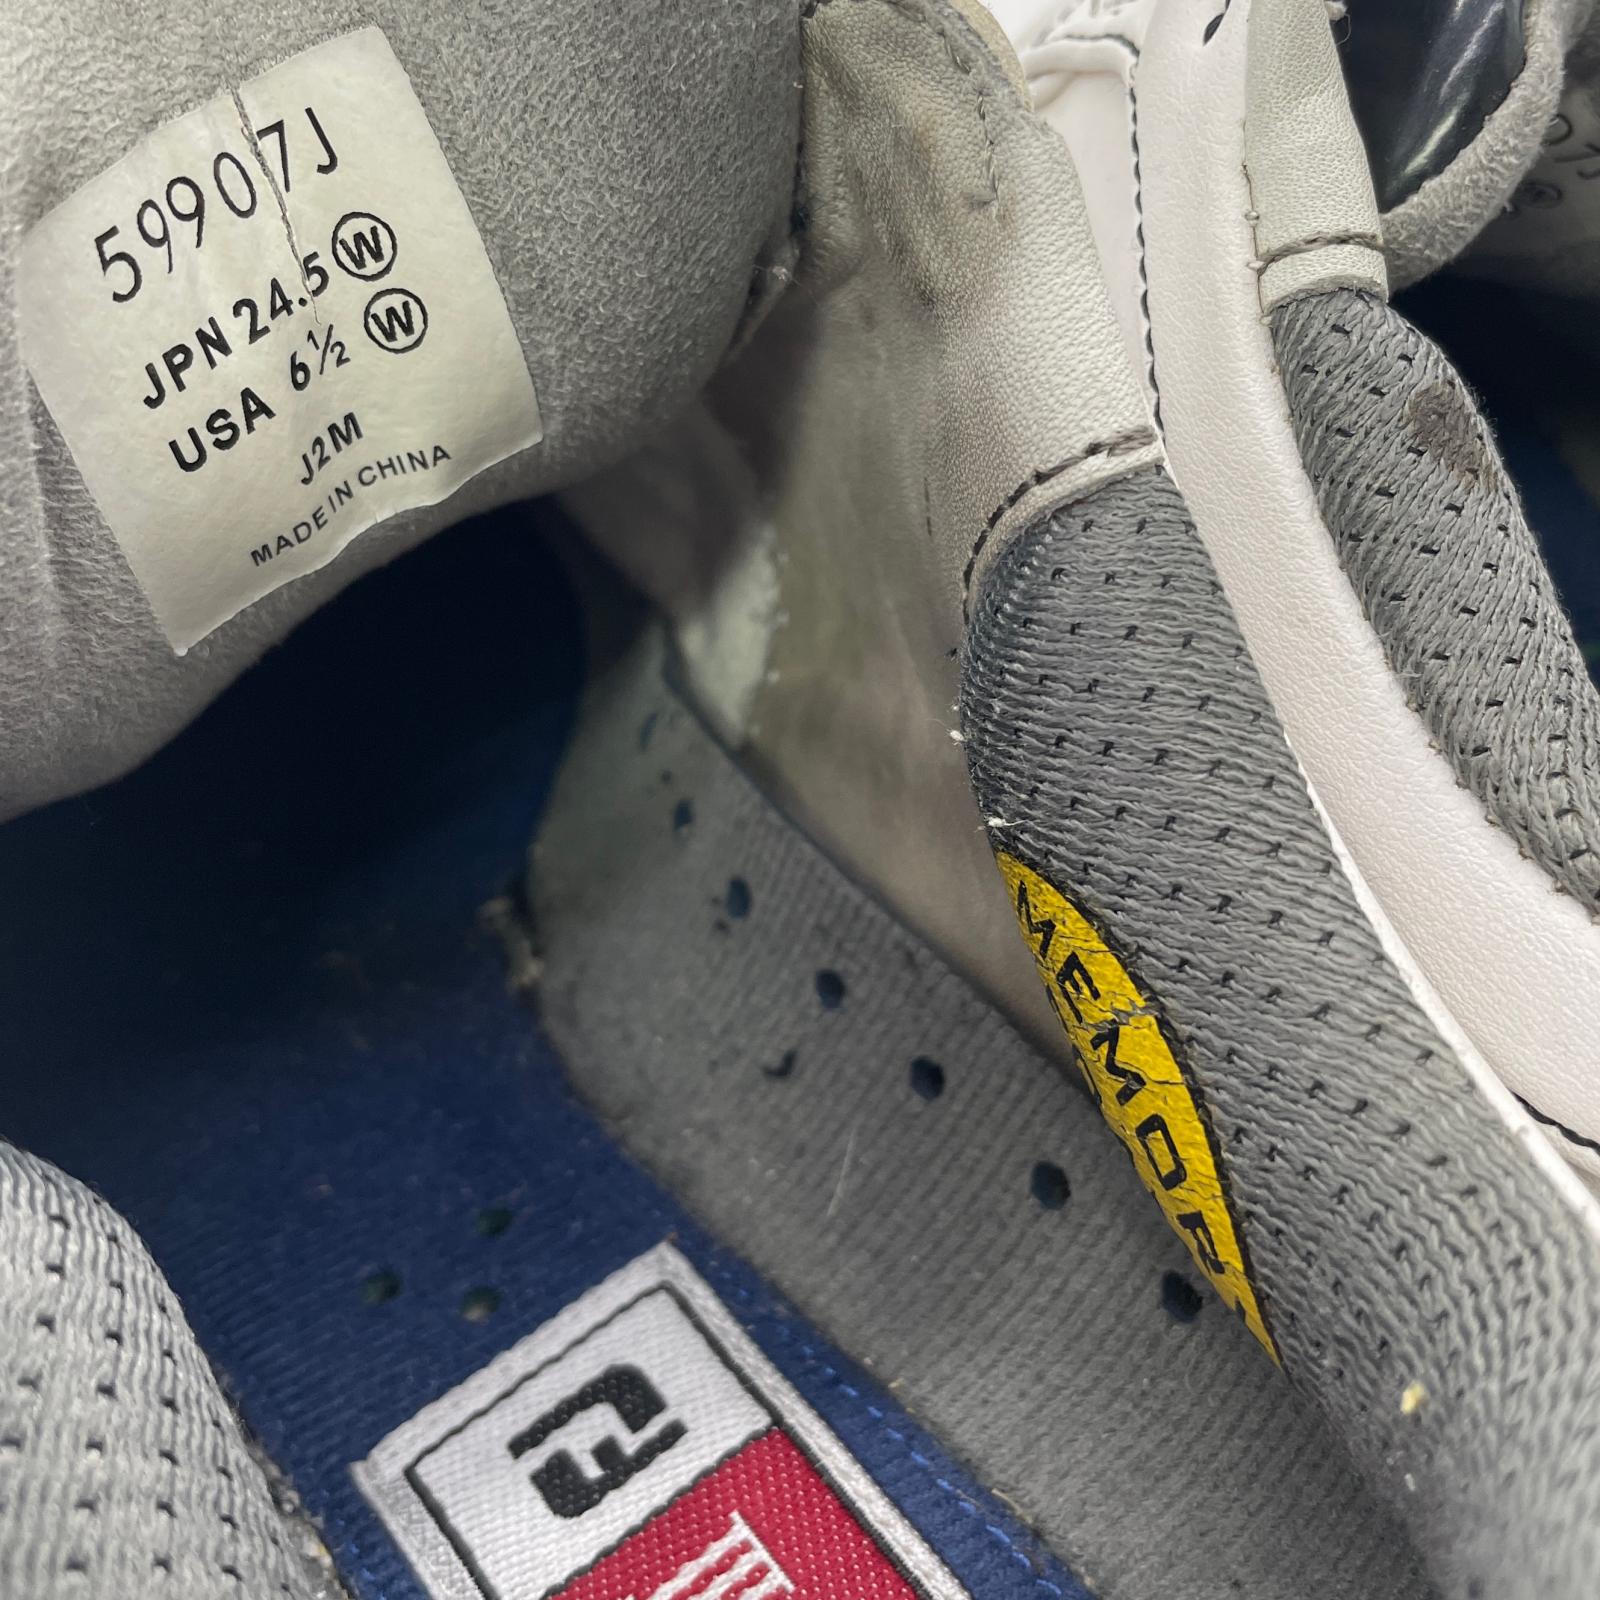 59907J
JPN 24.5 Ⓦ
USA 6½ Ⓦ
J2M
MADE IN CHINA
MEMOR